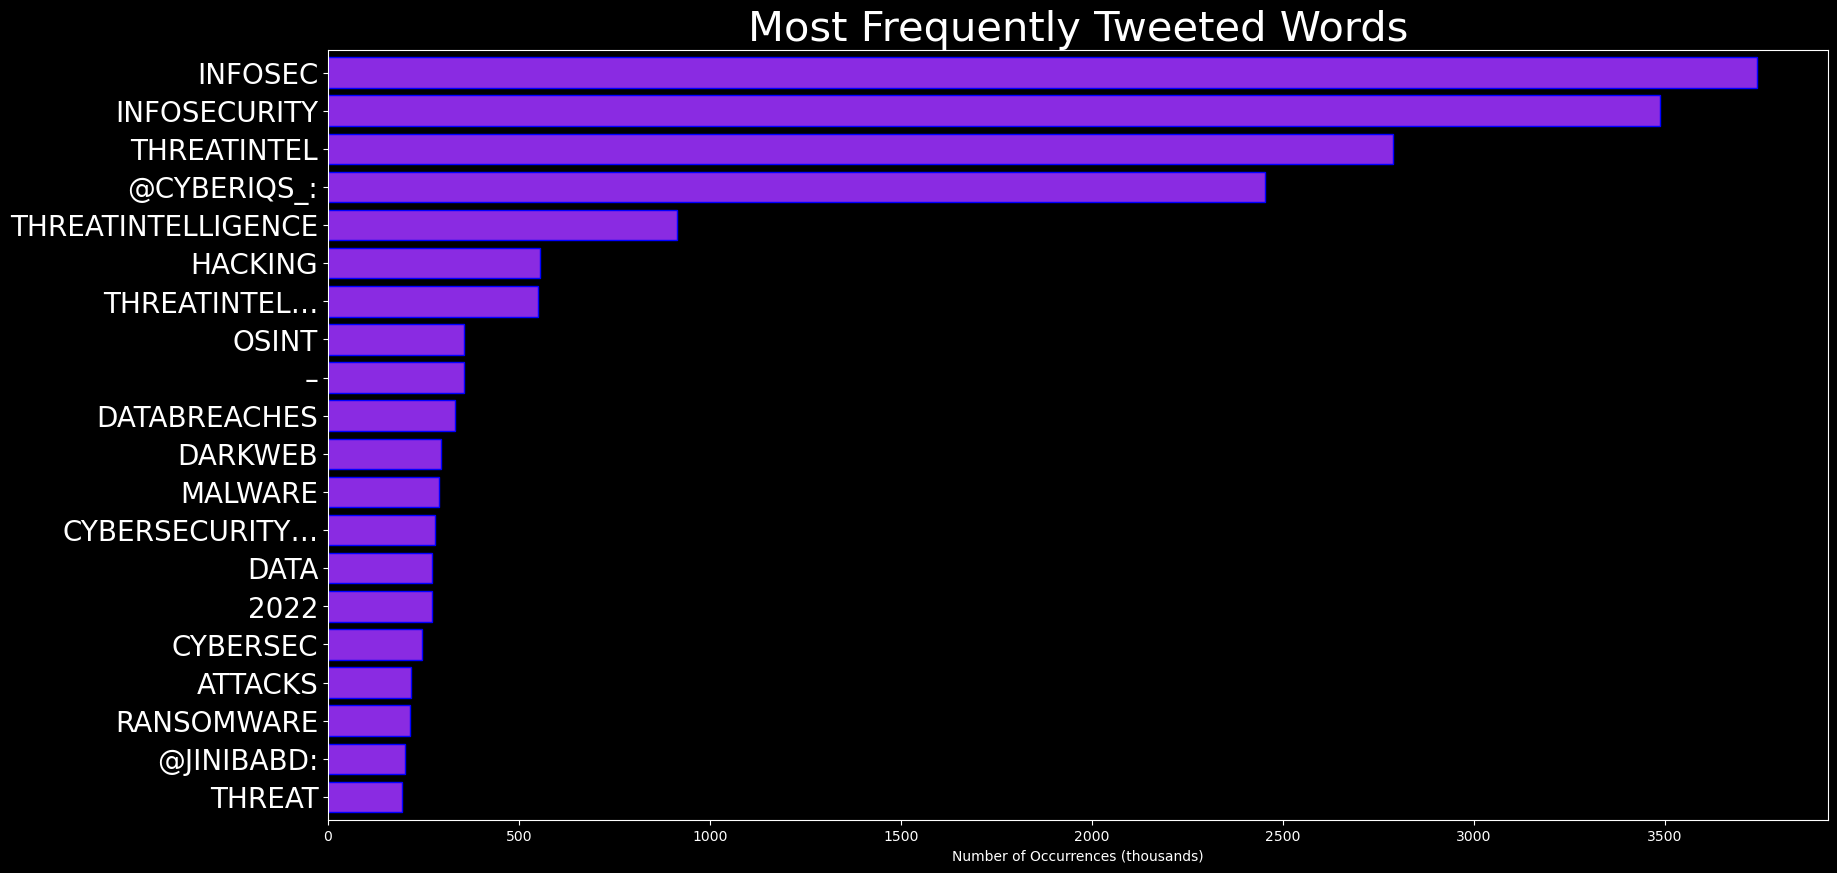 Most Frequently Tweeted Words
INFOSEC
INFOSECURITY
THREATINTEL
@CYBERIQS_:
THREATINTELLIGENCE
HACKING
THREATINTEL…
OSINT
–
DATABREACHES
DARKWEB
MALWARE
CYBERSECURITY…
DATA
2022
CYBERSEC
ATTACKS
RANSOMWARE
@JINIBABD:
THREAT
0 500 1000 1500 2000 2500 3000 3500
Number of Occurrences (thousands)